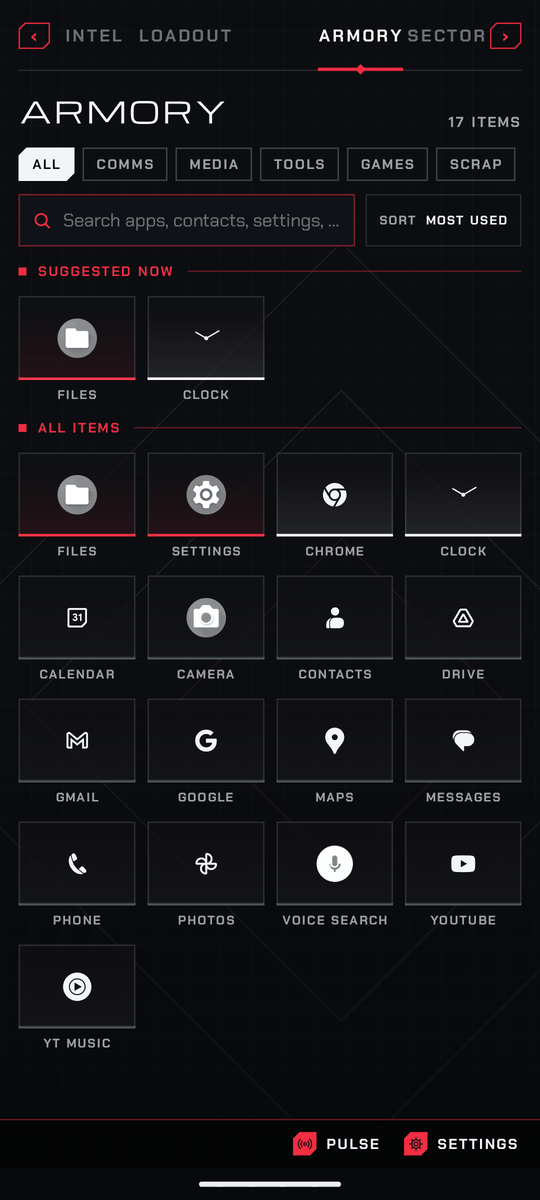 INTEL LOADOUT ARMORY SECTOR
ARMORY
17 ITEMS
ALL COMMS MEDIA TOOLS GAMES SCRAP
Search apps, contacts, settings, ... SORT MOST USED
SUGGESTED NOW
FILES CLOCK
ALL ITEMS
FILES SETTINGS CHROME CLOCK
31
CALENDAR CAMERA CONTACTS DRIVE
GMAIL GOOGLE MAPS MESSAGES
PHONE PHOTOS VOICE SEARCH YOUTUBE
YT MUSIC
PULSE SETTINGS